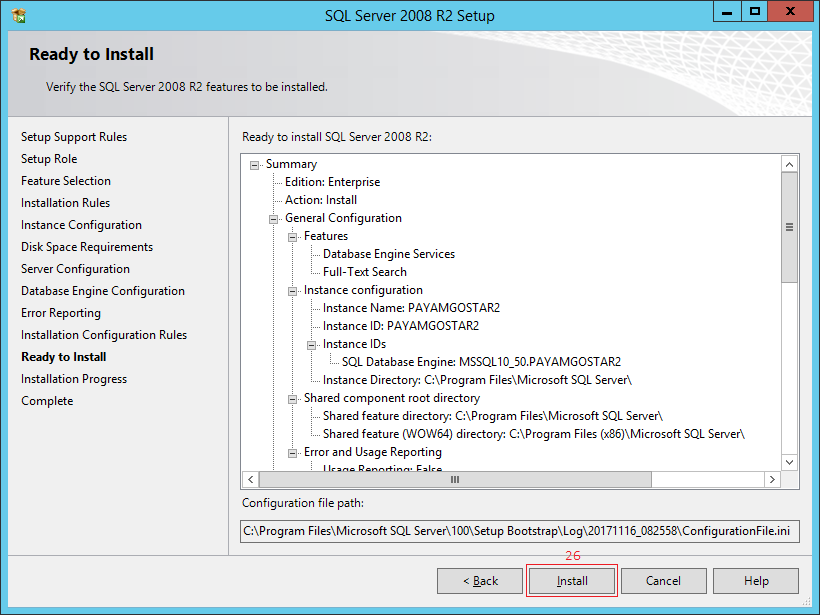 SQL Server 2008 R2 Setup
Ready to Install
Verify the SQL Server 2008 R2 features to be installed.
Setup Support Rules
Setup Role
Feature Selection
Installation Rules
Instance Configuration
Disk Space Requirements
Server Configuration
Database Engine Configuration
Error Reporting
Installation Configuration Rules
Ready to Install
Installation Progress
Complete
Ready to install SQL Server 2008 R2:
Summary
Edition: Enterprise
Action: Install
General Configuration
Features
Database Engine Services
Full-Text Search
Instance configuration
Instance Name: PAYAMGOSTAR2
Instance ID: PAYAMGOSTAR2
Instance IDs
SQL Database Engine: MSSQL10_50.PAYAMGOSTAR2
Instance Directory: C:\Program Files\Microsoft SQL Server\
Shared component root directory
Shared feature directory: C:\Program Files\Microsoft SQL Server\
Shared feature (WOW64) directory: C:\Program Files (x86)\Microsoft SQL Server\
Error and Usage Reporting
Usage Reporting: False
Configuration file path:
C:\Program Files\Microsoft SQL Server\100\Setup Bootstrap\Log\20171116_082558\ConfigurationFile.ini
26
< Back
Install
Cancel
Help